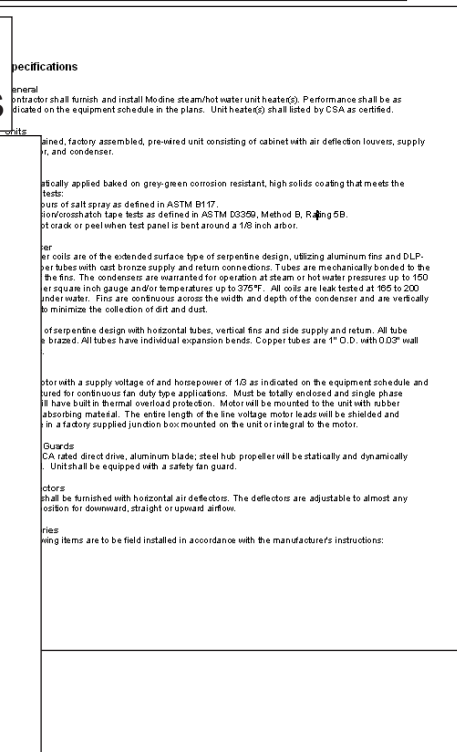 pecifications
eneral
ontractor shall furnish and install Modine steam/hot water unit heater(s). Performance shall be as
dicated on the equipment schedule in the plans. Unit heater(s) shall listed by CSA as certified.
S
nits
ained, factory assembled, pre-wired unit consisting of cabinet with air deflection louvers, supply
r, and condenser.
atically applied baked on grey-green corrosion resistant, high solids coating that meets the
tests:
ours of salt spray as defined in ASTM B117.
ion/crosshatch tape tests as defined in ASTM D3359, Method B, Rating 5B.
ot crack or peel when test panel is bent around a 1/8 inch arbor.
er
er coils are of the extended surface type of serpentine design, utilizing aluminum fins and DLP-
per tubes with cast bronze supply and return connections. Tubes are mechanically bonded to the
the fins. The condensers are warranted for operation at steam or hot water pressures up to 150
er square inch gauge and/or temperatures up to 375°F. All coils are leak tested at 165 to 200
under water. Fins are continuous across the width and depth of the condenser and are vertically
to minimize the collection of dirt and dust.
of serpentine design with horizontal tubes, vertical fins and side supply and return. All tube
e brazed. All tubes have individual expansion bends. Copper tubes are 1" O.D. with 0.03" wall
.
otor with a supply voltage of and horsepower of 1/3 as indicated on the equipment schedule and
tured for continuous fan duty type applications. Must be totally enclosed and single phase
ill have built in thermal overload protection. Motor will be mounted to the unit with rubber
absorbing material. The entire length of the line voltage motor leads will be shielded and
e in a factory supplied junction box mounted on the unit or integral to the motor.
Guards
CA rated direct drive, aluminum blade; steel hub propeller will be statically and dynamically
. Unit shall be equipped with a safety fan guard.
ctors
shall be furnished with horizontal air deflectors. The deflectors are adjustable to almost any
osition for downward, straight or upward airflow.
ries
wing items are to be field installed in accordance with the manufacturer's instructions: